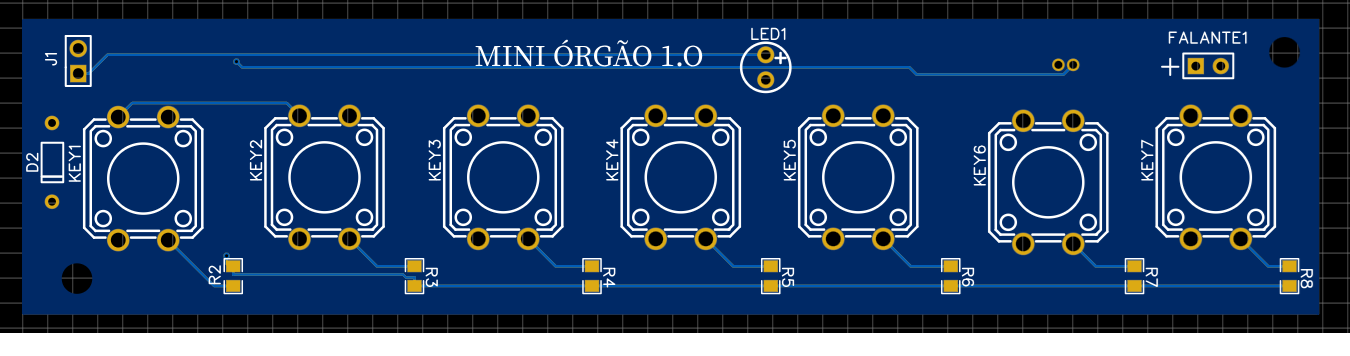 J1
MINI ÓRGÃO 1.0
LED1
+
FALANTE1
+
D2
KEY1
KEY2
KEY3
KEY4
KEY5
KEY6
KEY7
R2
R3
R4
R5
R6
R7
R8